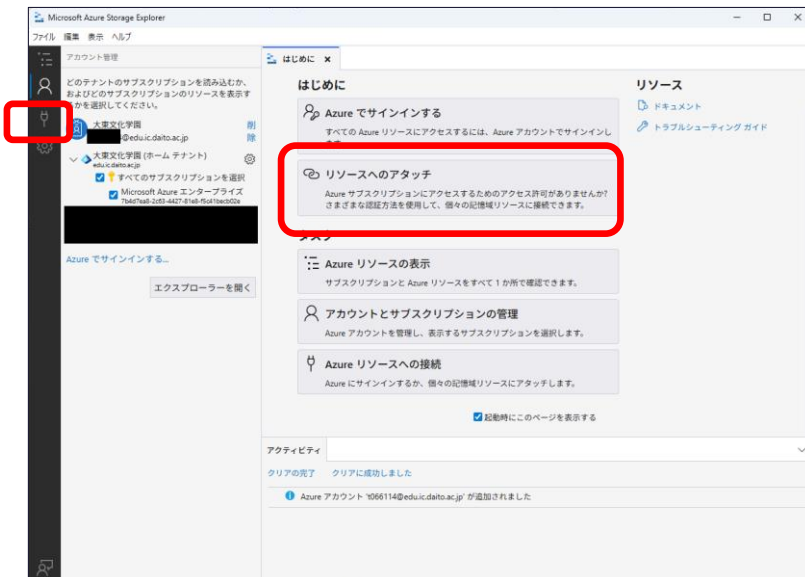 Microsoft Azure Storage Explorer
ファイル 編集 表示 ヘルプ
アカウント管理
どのテナントのサブスクリプションを読み込むか、
およびどのサブスクリプションのリソースを表示す
るかを選択してください。
大東文化学園
@edu.ic.daito.ac.jp
削
除
大東文化学園 (ホーム テナント)
edu.ic.daito.ac.jp
すべてのサブスクリプションを選択
Microsoft Azure エンタープライズ
Azure でサインインする...
エクスプローラーを開く
はじめに ×
はじめに
Azure でサインインする
すべての Azure リソースにアクセスするには、Azure アカウントでサインインし
ます。
リソースへのアタッチ
Azure サブスクリプションにアクセスするためのアクセス許可がありませんか?
さまざまな認証方法を使用して、個々の記憶域リソースに接続できます。
タスク
Azure リソースの表示
サブスクリプションと Azure リソースをすべて 1 か所で確認できます。
アカウントとサブスクリプションの管理
Azure アカウントを管理し、表示するサブスクリプションを選択します。
Azure リソースへの接続
Azure にサインインするか、個々の記憶域リソースにアタッチします。
起動時にこのページを表示する
リソース
ドキュメント
トラブルシューティング ガイド
アクティビティ
クリアの完了 クリアに成功しました
Azure アカウント 't066114@edu.ic.daito.ac.jp' が追加されました